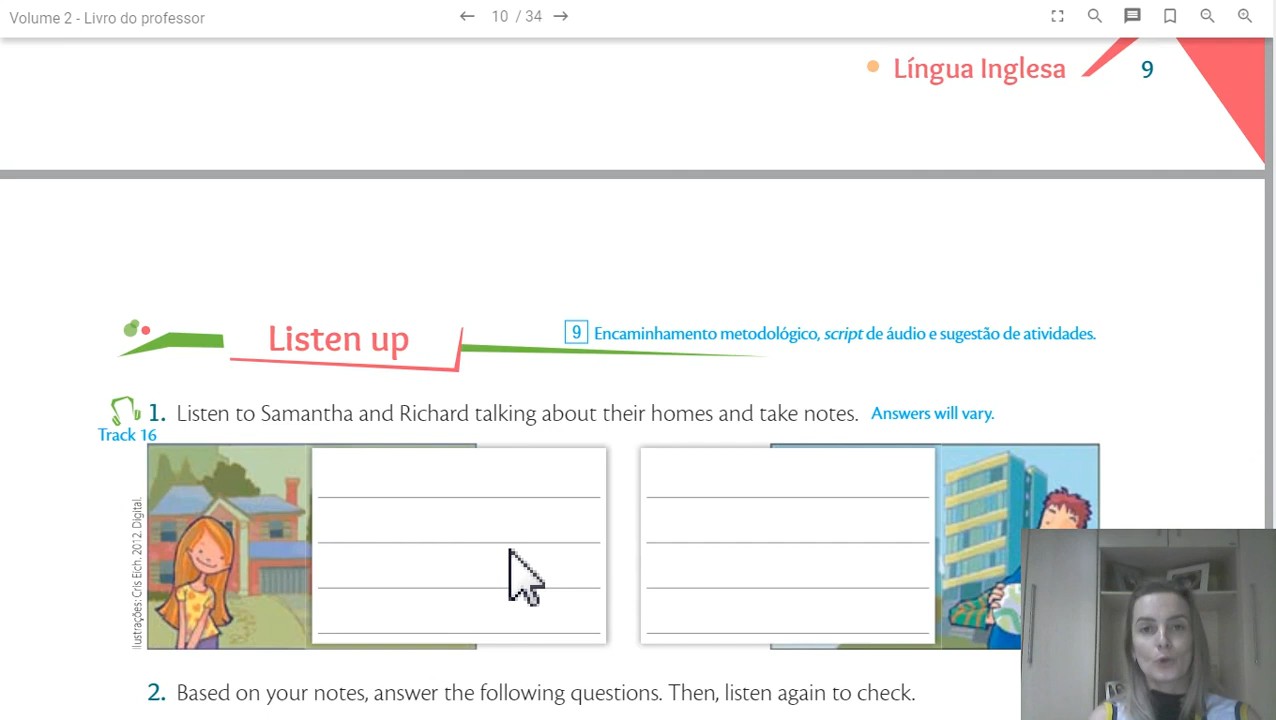 Volume 2 - Livro do professor
10 / 34
Língua Inglesa 9
Listen up
9 Encaminhamento metodológico, script de áudio e sugestão de atividades.
1. Listen to Samantha and Richard talking about their homes and take notes. Answers will vary.
Track 16
Ilustrações: Cris Eich. 2012. Digital.
2. Based on your notes, answer the following questions. Then, listen again to check.